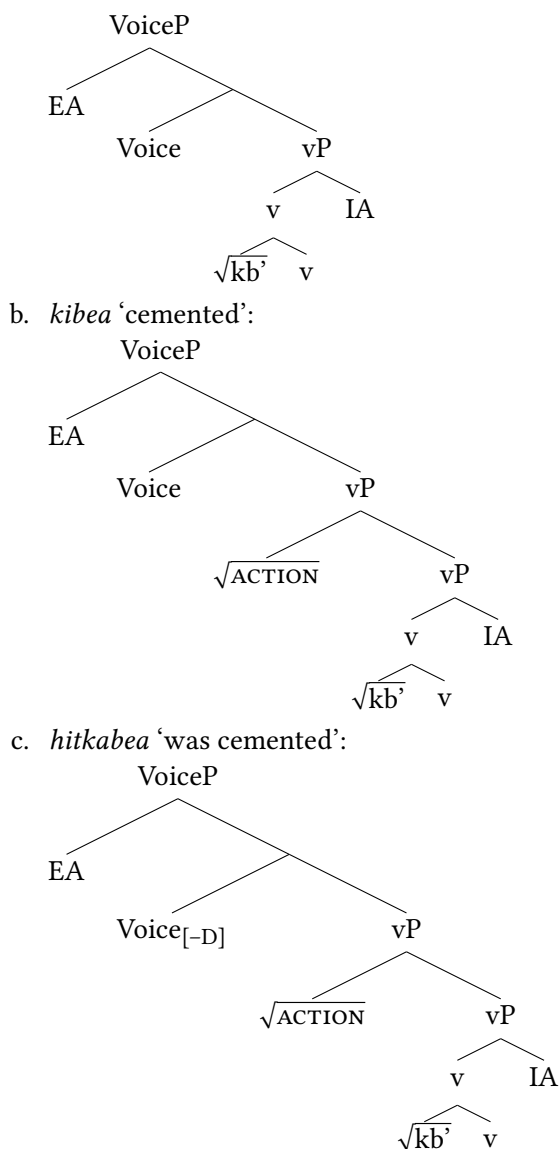 VoiceP
EA
Voice vP
v IA
√kb’ v
b. kibea ‘cemented’:
VoiceP
EA
Voice vP
√ACTION vP
v IA
√kb’ v
c. hitkabea ‘was cemented’:
VoiceP
EA
Voice[–D] vP
√ACTION vP
v IA
√kb’ v